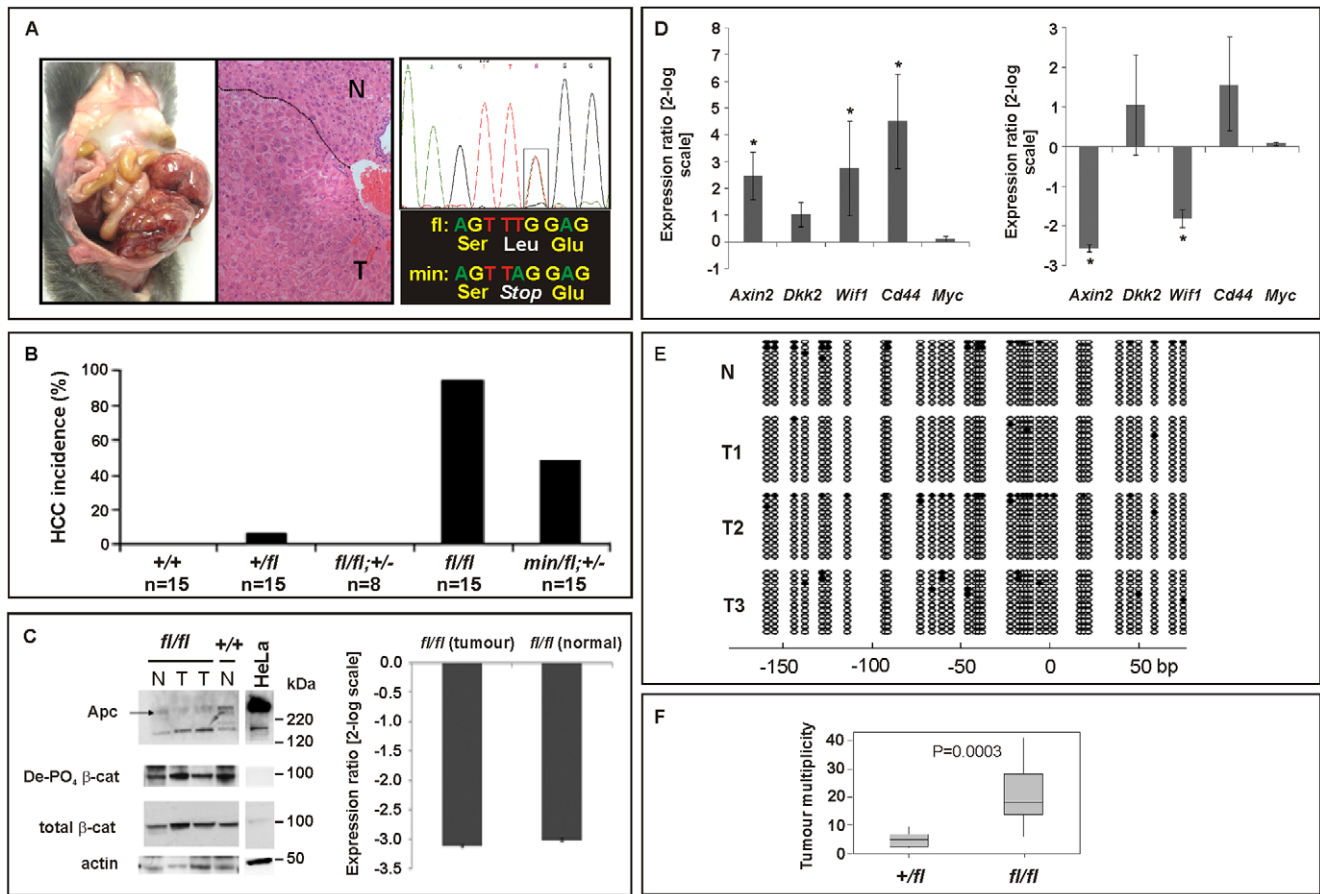 A
N
T
A A G T T G G G
fl: AGT TTG GAG
Ser Leu Glu
min: AGT TAG GAG
Ser Stop Glu
B
HCC incidence (%)
100
80
60
40
20
0
+/+ +/fl fl/fl;+/- fl/fl min/fl;+/-
n=15 n=15 n=8 n=15 n=15
C
fl/fl +/+ HeLa
N T T N
kDa
Apc
220
120
De-PO₄ β-cat
100
total β-cat
100
actin
50
fl/fl (tumour) fl/fl (normal)
Expression ratio [2-log scale]
0.0
-0.5
-1.0
-1.5
-2.0
-2.5
-3.0
-3.5
D
Expression ratio [2-log
scale]
8
7
6
5
4
3
2
1
0
-1
* * *
Axin2 Dkk2 Wif1 Cd44 Myc
Expression ratio [2-log
scale]
3
2
1
0
-1
-2
-3
* *
Axin2 Dkk2 Wif1 Cd44 Myc
E
N
T1
T2
T3
-150 -100 -50 0 50 bp
F
Tumour multiplicity
40
30
20
10
0
P=0.0003
+/fl fl/fl